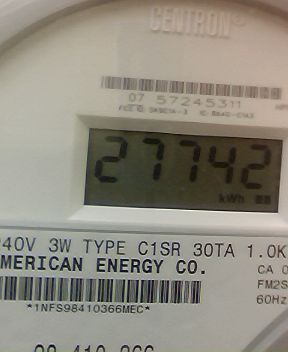 CENTRON®
07 57245311
27742
kWh
240V 3W TYPE C1SR 30TA 1.0K
AMERICAN ENERGY CO.
CA 0
FM2S
60Hz
*1NFS98410366MEC*